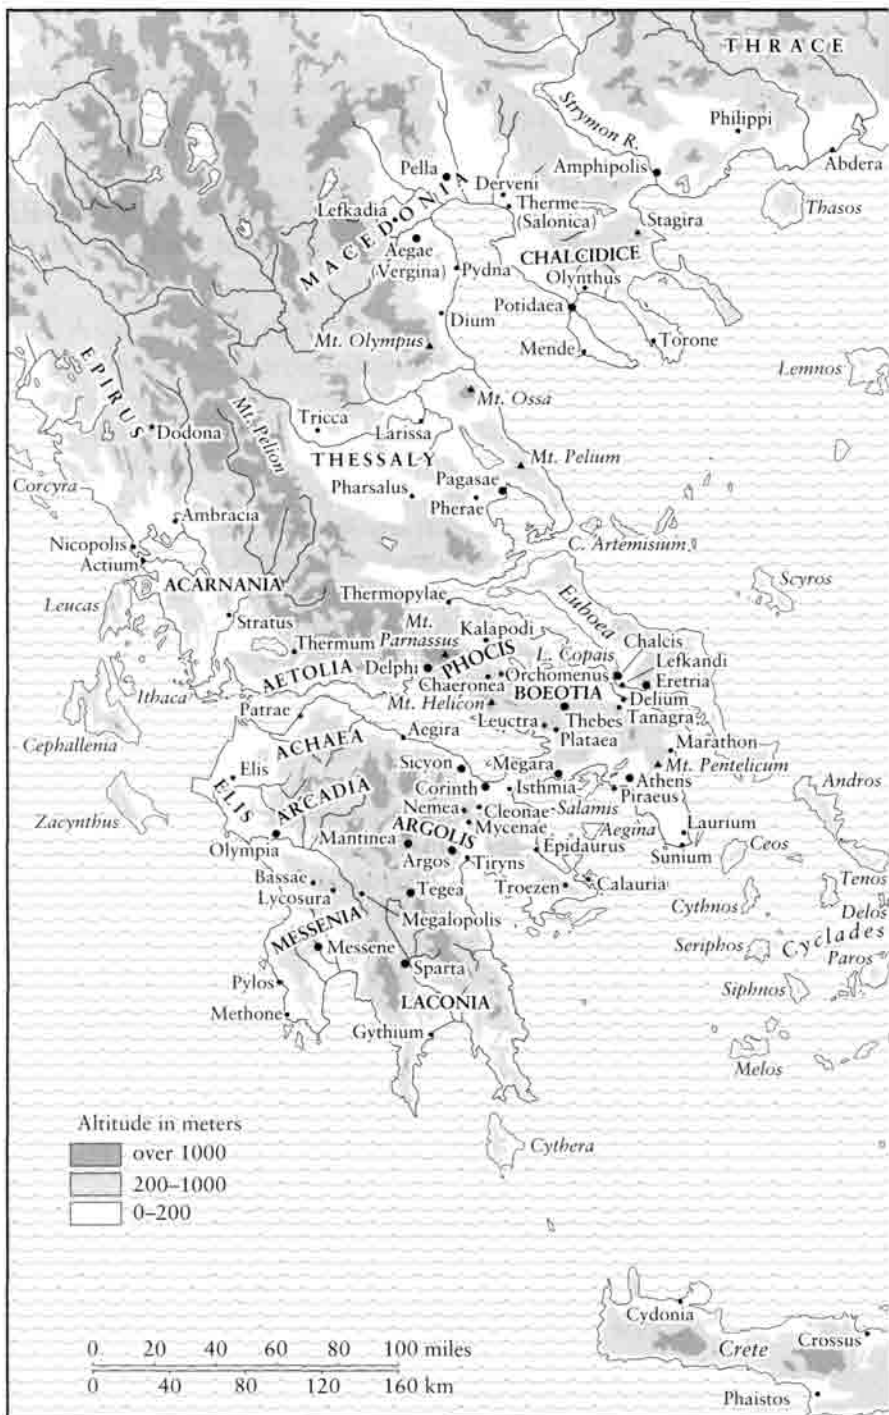 THRACE
Strymon R.
Philippi
Abdera
Pella
Amphipolis
Derveni
Lefkadia
Therme
(Salonica)
Stagira
Thasos
MACEDONIA
Aegae
(Vergina)
CHALCIDICE
Pydna
Olynthus
Potidaea
Dium
Mt. Olympus
Mende
Torone
Lemnos
EPIRUS
Mt. Ossa
Dodona
Mt. Pelion
Tricca
Larissa
THESSALY
Mt. Pelium
Corcyra
Pharsalus
Pagasae
Pherae
Ambracia
Nicopolis
Actium
C. Artemisium
ACARNANIA
Leucas
Thermopylae
Euboea
Scyros
Stratus
Mt.
Parnassus
Kalapodi
Thermum
L. Copais
Chalcis
Lefkandi
AETOLIA
Delphi
PHOCIS
Orchomenus
Eretria
Ithaca
Chaeronea
BOEOTIA
Delium
Patrae
Mt. Helicon
Tanagra
Cephallenia
Leuctra
Thebes
Plataea
ACHAEA
Aegira
Marathon
Elis
Sicyon
Megara
Mt. Pentelicum
ELIS
ARCADIA
Corinth
Isthmia
Athens
Andros
Zacynthus
Nemea
Cleonae
Salamis
Piraeus
Mycenae
Aegina
Laurium
Olympia
Mantinea
ARGOLIS
Epidaurus
Ceos
Argos
Tiryns
Sunium
Bassae
Tenos
Lycosura
Tegea
Troezen
Calauria
Cythnos
Delos
MESSENIA
Megalopolis
Cyclades
Messene
Seriphos
Paros
Sparta
Pylos
Siphnos
LACONIA
Methone
Gythium
Melos
Altitude in meters
over 1000
200–1000
0–200
Cythera
Cydonia
Crossus
Crete
0 20 40 60 80 100 miles
0 40 80 120 160 km
Phaistos